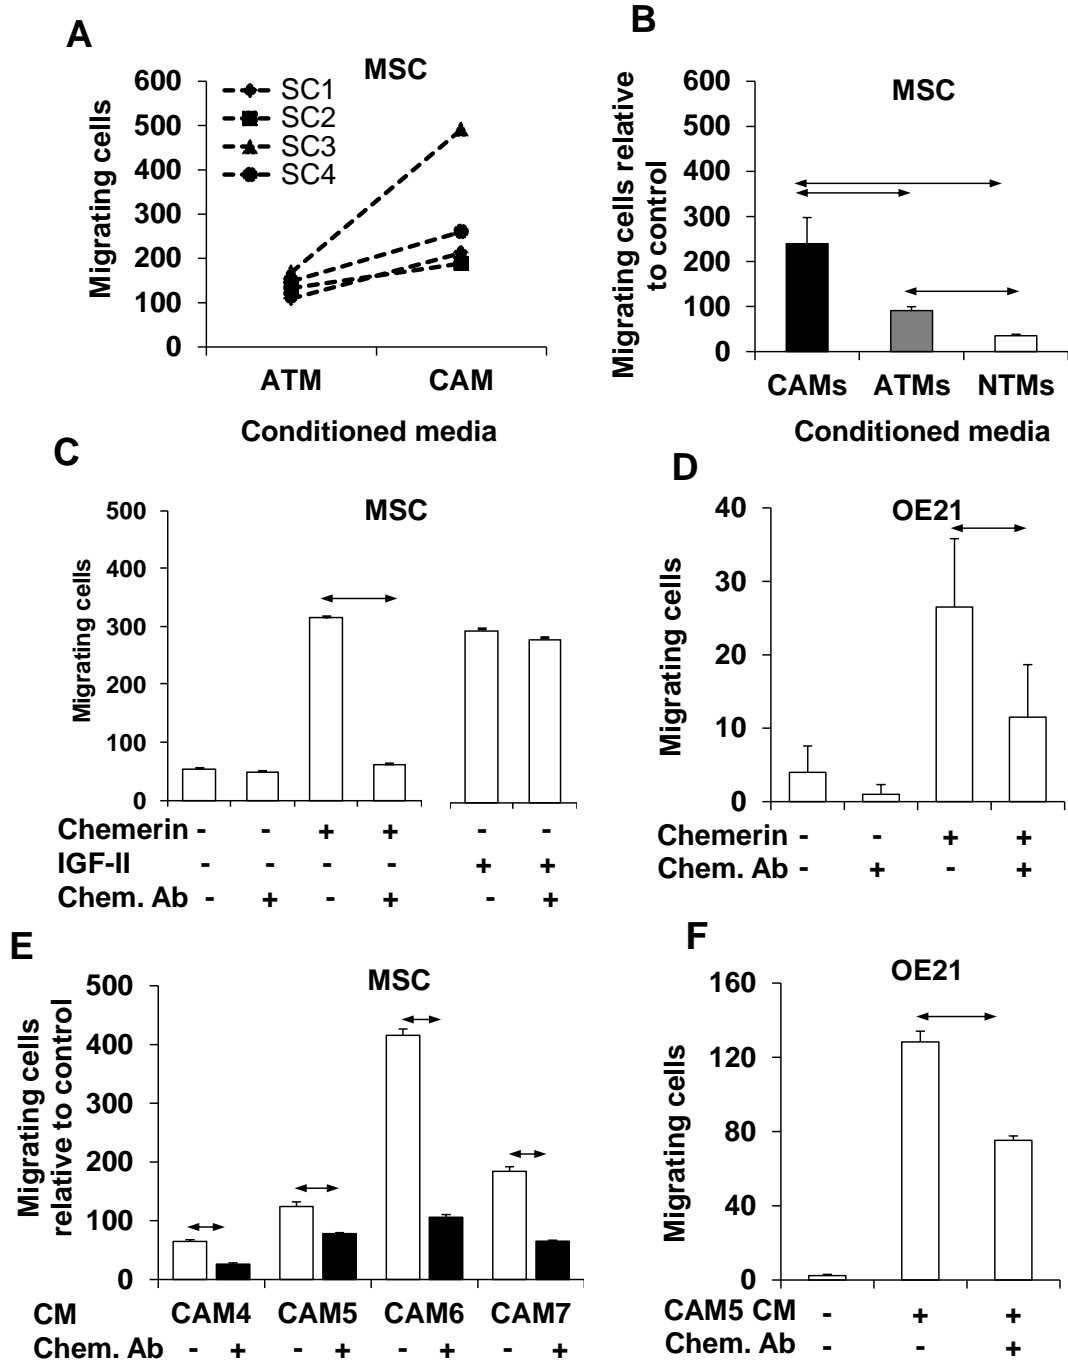 A
MSC
Migrating cells
600
500
400
300
200
100
0
SC1
SC2
SC3
SC4
ATM CAM
Conditioned media
B
MSC
Migrating cells relative
to control
600
500
400
300
200
100
0
CAMs ATMs NTMs
Conditioned media
C
MSC
Migrating cells
500
400
300
200
100
0
Chemerin - - + + - -
IGF-II - - - - + +
Chem. Ab - + - + - +
D
OE21
Migrating cells
40
30
20
10
0
Chemerin - - + +
Chem. Ab - + - +
E
MSC
Migrating cells
relative to control
500
400
300
200
100
0
CM CAM4 CAM5 CAM6 CAM7
Chem. Ab - + - + - + - +
F
OE21
Migrating cells
160
120
80
40
0
CAM5 CM - + +
Chem. Ab - - +